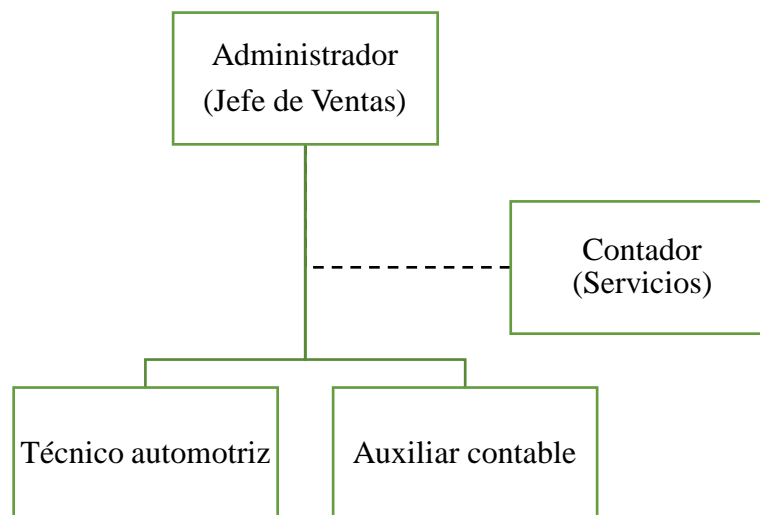 Administrador
(Jefe de Ventas)
Contador
(Servicios)
Técnico automotriz
Auxiliar contable